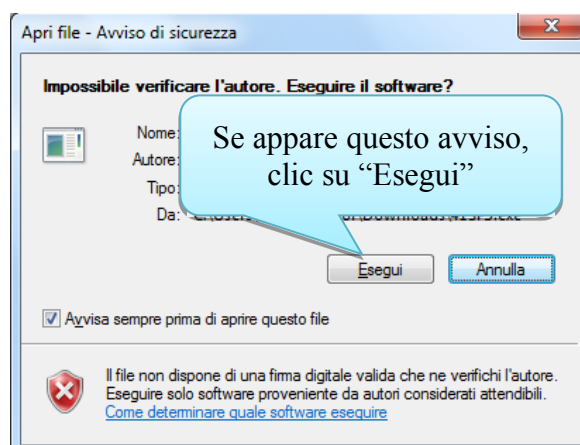 Apri file - Avviso di sicurezza
Impossibile verificare l'autore. Eseguire il software?
Se appare questo avviso,
clic su “Esegui”
Nome:
Autore:
Tipo:
Da:
Esegui
Annulla
Avvisa sempre prima di aprire questo file
Il file non dispone di una firma digitale valida che ne verifichi l'autore.
Eseguire solo software proveniente da autori considerati attendibili.
Come determinare quale software eseguire